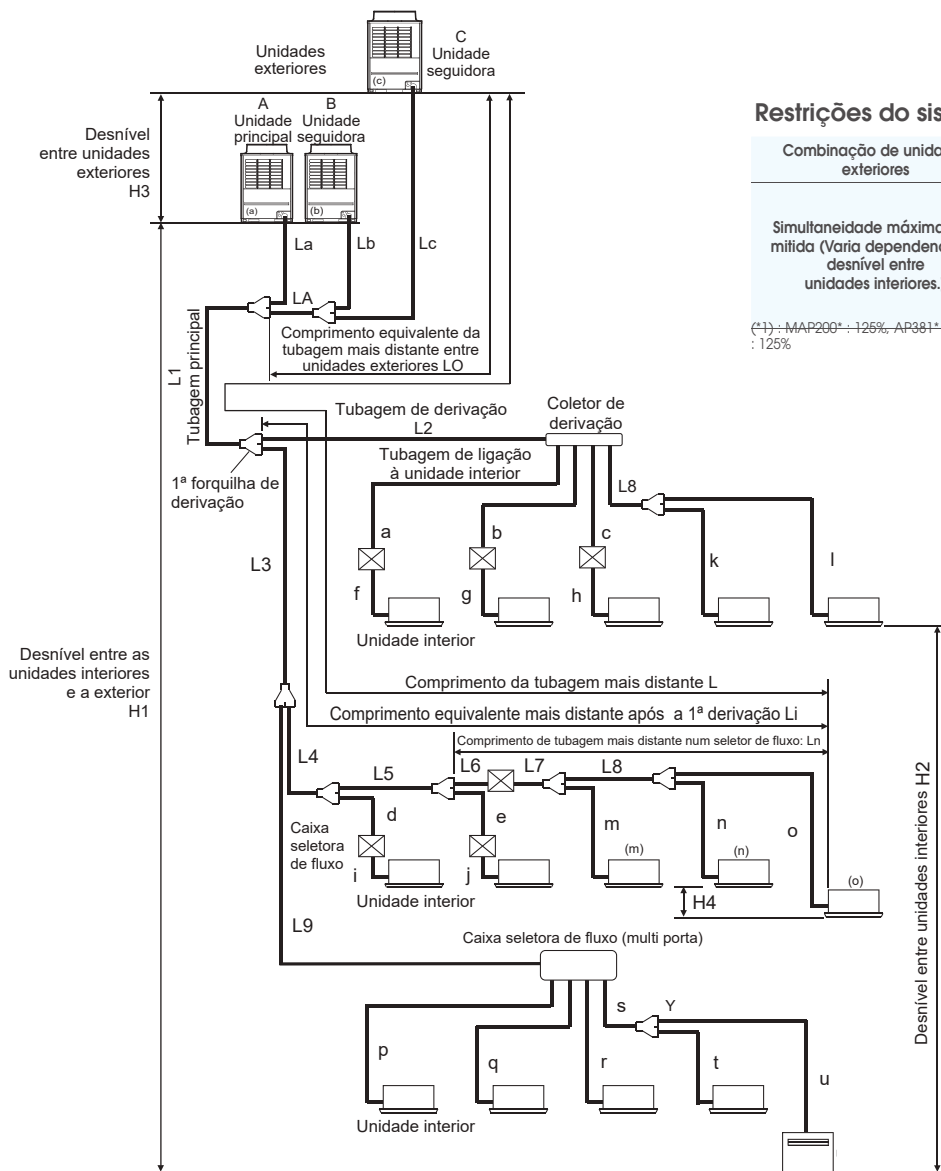 C
Unidade
seguidora
Unidades
exteriores
(c)
A
Unidade
principal
B
Unidade
seguidora
Desnível
entre unidades
exteriores
H3
(a)
(b)
La
Lb
Lc
LA
Comprimento equivalente da
tubagem mais distante entre
unidades exteriores LO
L1
Tubagem principal
Restrições do sis
Combinação de unida
exteriores
Simultaneidade máxima
mitida (Varia dependen
desnível entre
unidades interiores.
(*1) : MAP200* : 125%, AP381*
: 125%
Tubagem de derivação
L2
Coletor de
derivação
1ª forquilha de
derivação
Tubagem de ligação
à unidade interior
L8
a
b
c
k
l
L3
f
g
h
Unidade interior
Desnível entre as
unidades interiores
e a exterior
H1
Comprimento da tubagem mais distante L
Comprimento equivalente mais distante após a 1ª derivação Li
Comprimento de tubagem mais distante num seletor de fluxo: Ln
L4
L5
L6
L7
L8
d
e
m
n
o
Caixa
seletora
de fluxo
(m)
(n)
(o)
i
j
Unidade interior
H4
Desnível entre unidades interiores H2
L9
Caixa seletora de fluxo (multi porta)
s
Y
p
q
r
t
u
Unidade interior